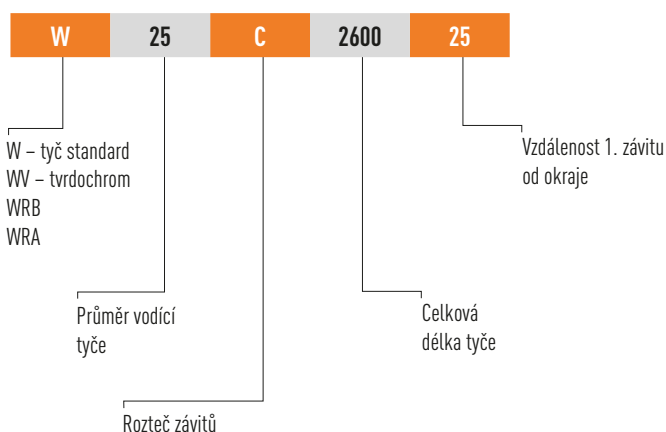 W 25 C 2600 25
W – tyč standard
WV – tvrdochrom
WRB
WRA
Vzdálenost 1. závitu
od okraje
Průměr vodící
tyče
Celková
délka tyče
Rozteč závitů